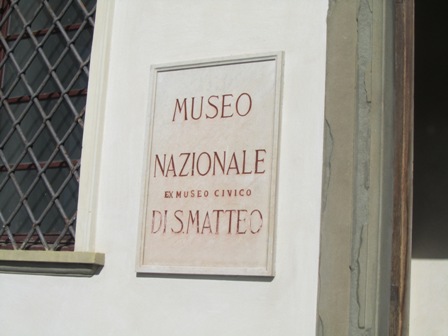 MUSEO
NAZIONALE
EX MUSEO CIVICO
DI S.MATTEO